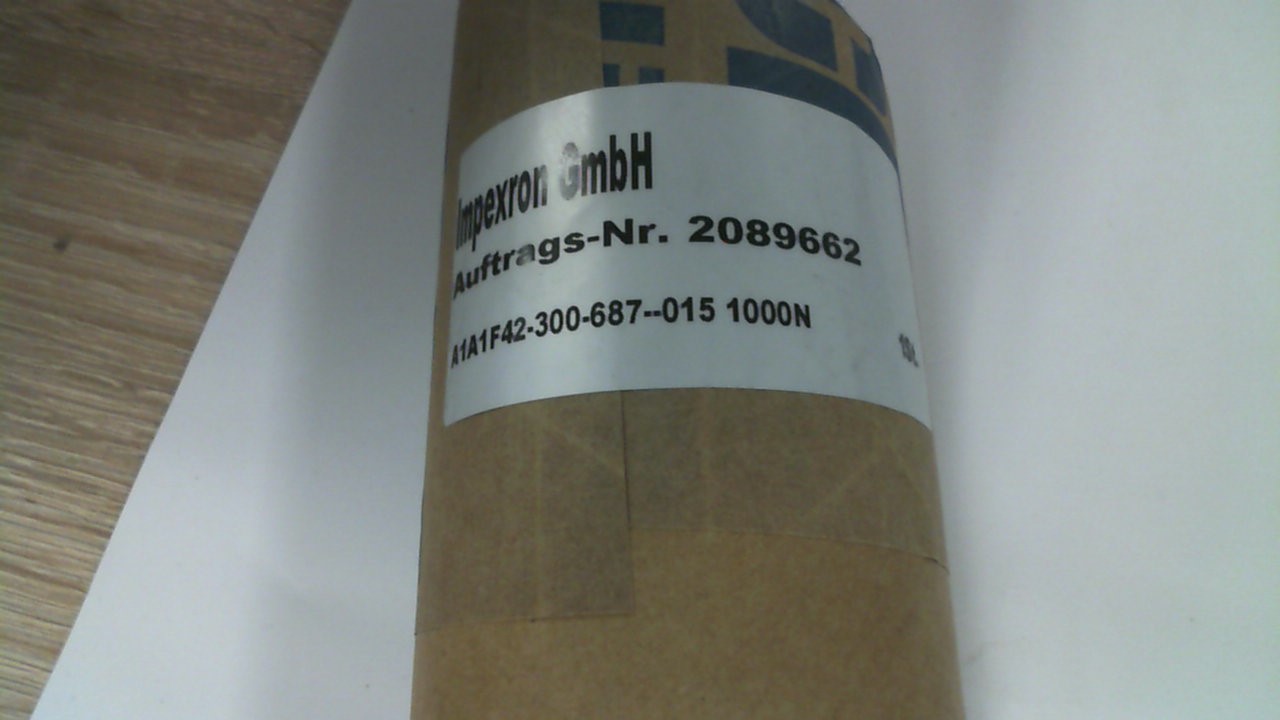 Impexron GmbH
Auftrags-Nr. 2089662
A1A1F42-300-687--015 1000N